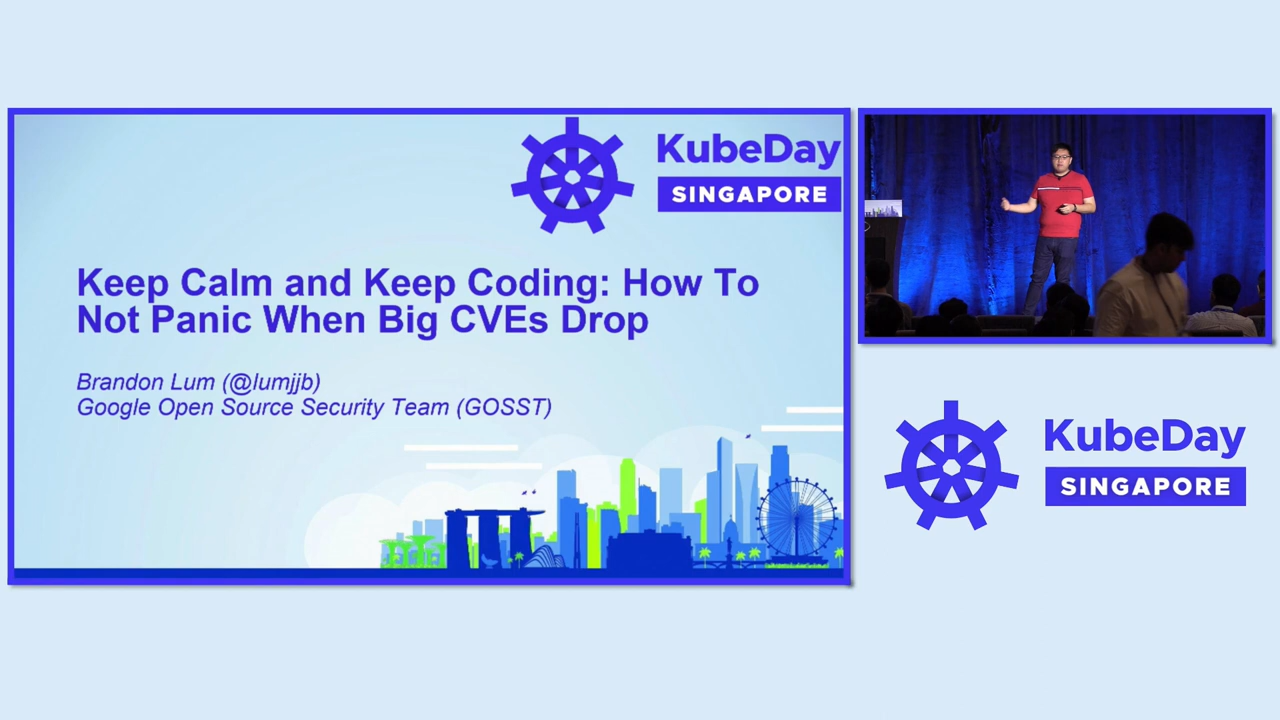 KubeDay
SINGAPORE
Keep Calm and Keep Coding: How To
Not Panic When Big CVEs Drop
Brandon Lum (@lumjjb)
Google Open Source Security Team (GOSST)
KubeDay
SINGAPORE